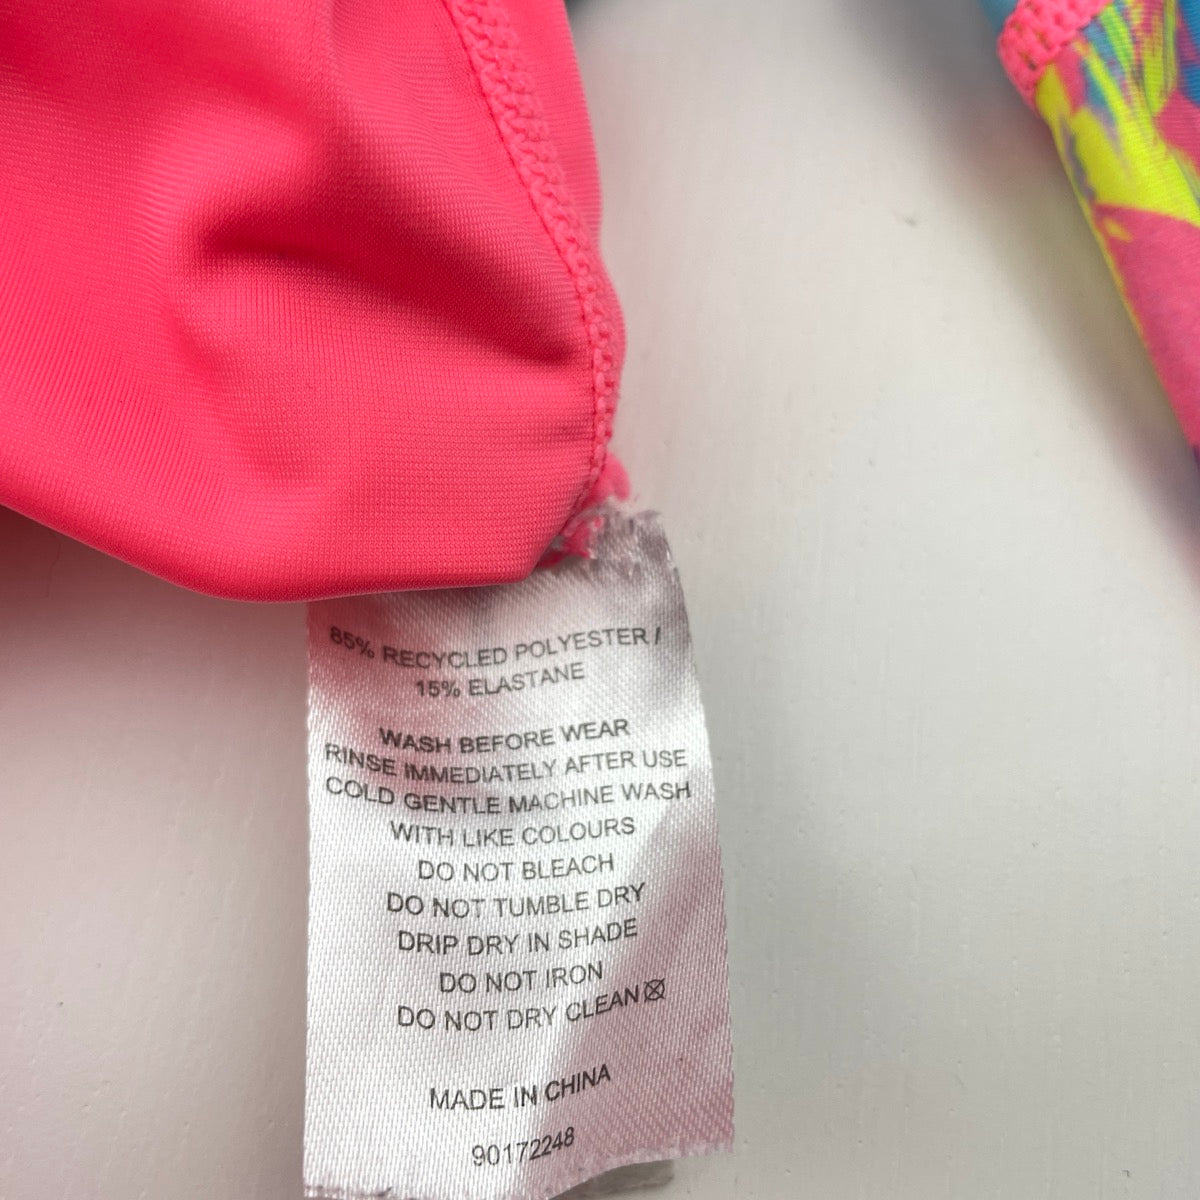 85% RECYCLED POLYESTER /
15% ELASTANE
WASH BEFORE WEAR
RINSE IMMEDIATELY AFTER USE
COLD GENTLE MACHINE WASH
WITH LIKE COLOURS
DO NOT BLEACH
DO NOT TUMBLE DRY
DRIP DRY IN SHADE
DO NOT IRON
DO NOT DRY CLEAN
MADE IN CHINA
90172248